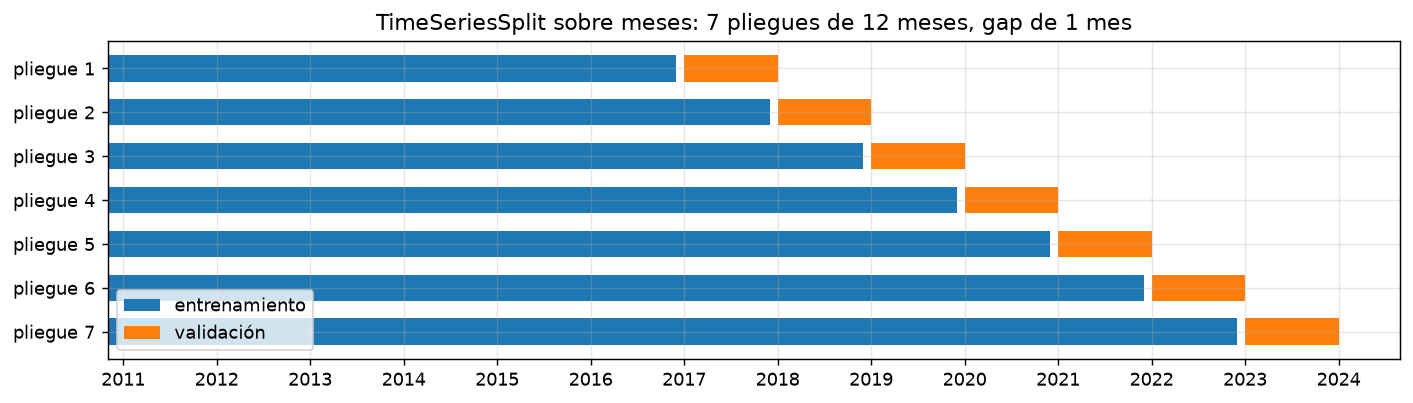 TimeSeriesSplit sobre meses: 7 pliegues de 12 meses, gap de 1 mes
pliegue 1
pliegue 2
pliegue 3
pliegue 4
pliegue 5
pliegue 6
pliegue 7
entrenamiento
validación
2011 2012 2013 2014 2015 2016 2017 2018 2019 2020 2021 2022 2023 2024